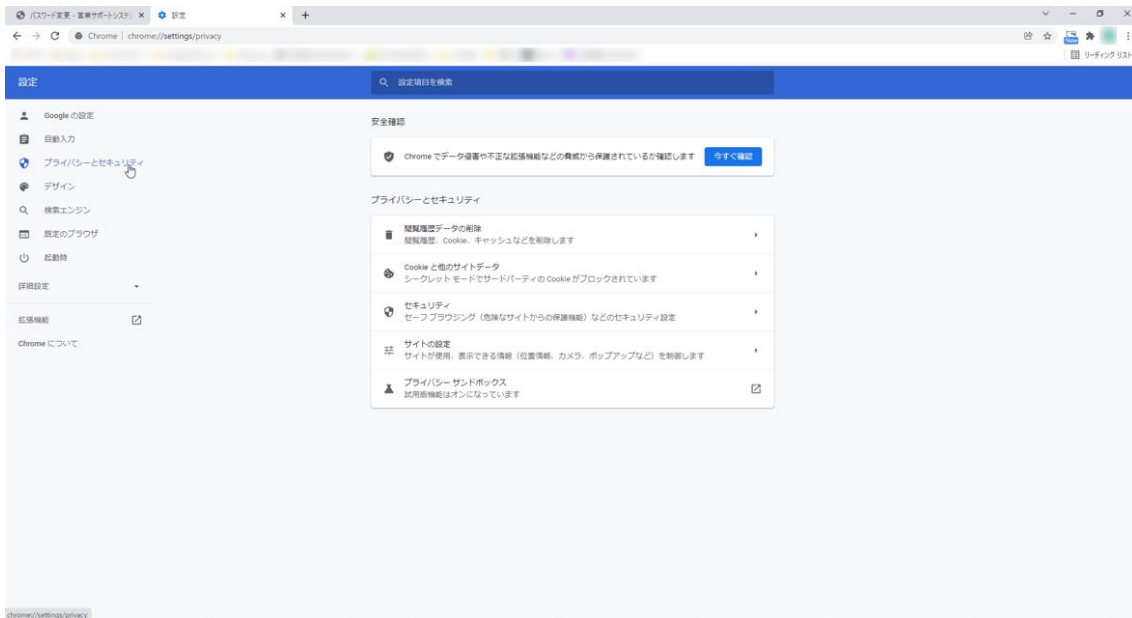 パスワード変更 - 営業サポートシステム
設定
Chrome | chrome://settings/privacy
New
リーディング リスト
設定
設定項目を検索
Google の設定
自動入力
プライバシーとセキュリティ
デザイン
検索エンジン
既定のブラウザ
起動時
詳細設定
拡張機能
Chrome について
安全確認
Chrome でデータ侵害や不正な拡張機能などの脅威から保護されているか確認します
今すぐ確認
プライバシーとセキュリティ
閲覧履歴データの削除
閲覧履歴、Cookie、キャッシュなどを削除します
Cookie と他のサイトデータ
シークレット モードでサードパーティの Cookie がブロックされています
セキュリティ
セーフ ブラウジング（危険なサイトからの保護機能）などのセキュリティ設定
サイトの設定
サイトが使用、表示できる情報（位置情報、カメラ、ポップアップなど）を制御します
プライバシー サンドボックス
試用版機能はオンになっています
chrome://settings/privacy